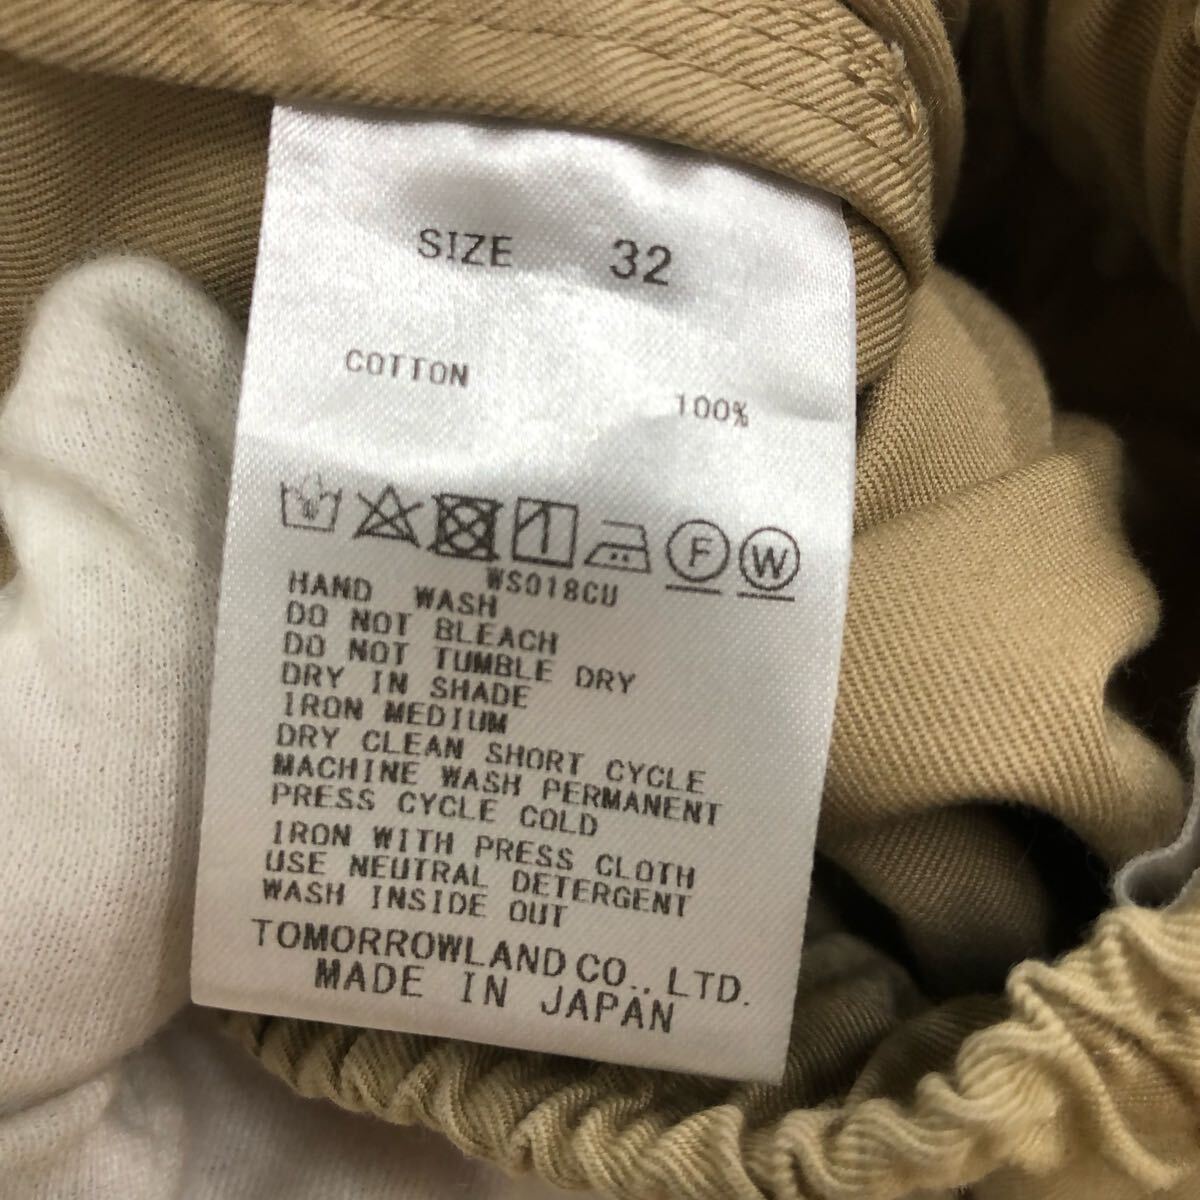 SIZE 32
COTTON
100%
F W
WS018CU
HAND WASH
DO NOT BLEACH
DO NOT TUMBLE DRY
DRY IN SHADE
IRON MEDIUM
DRY CLEAN SHORT CYCLE
MACHINE WASH PERMANENT
PRESS CYCLE COLD
IRON WITH PRESS CLOTH
USE NEUTRAL DETERGENT
WASH INSIDE OUT
TOMORROWLAND CO., LTD.
MADE IN JAPAN